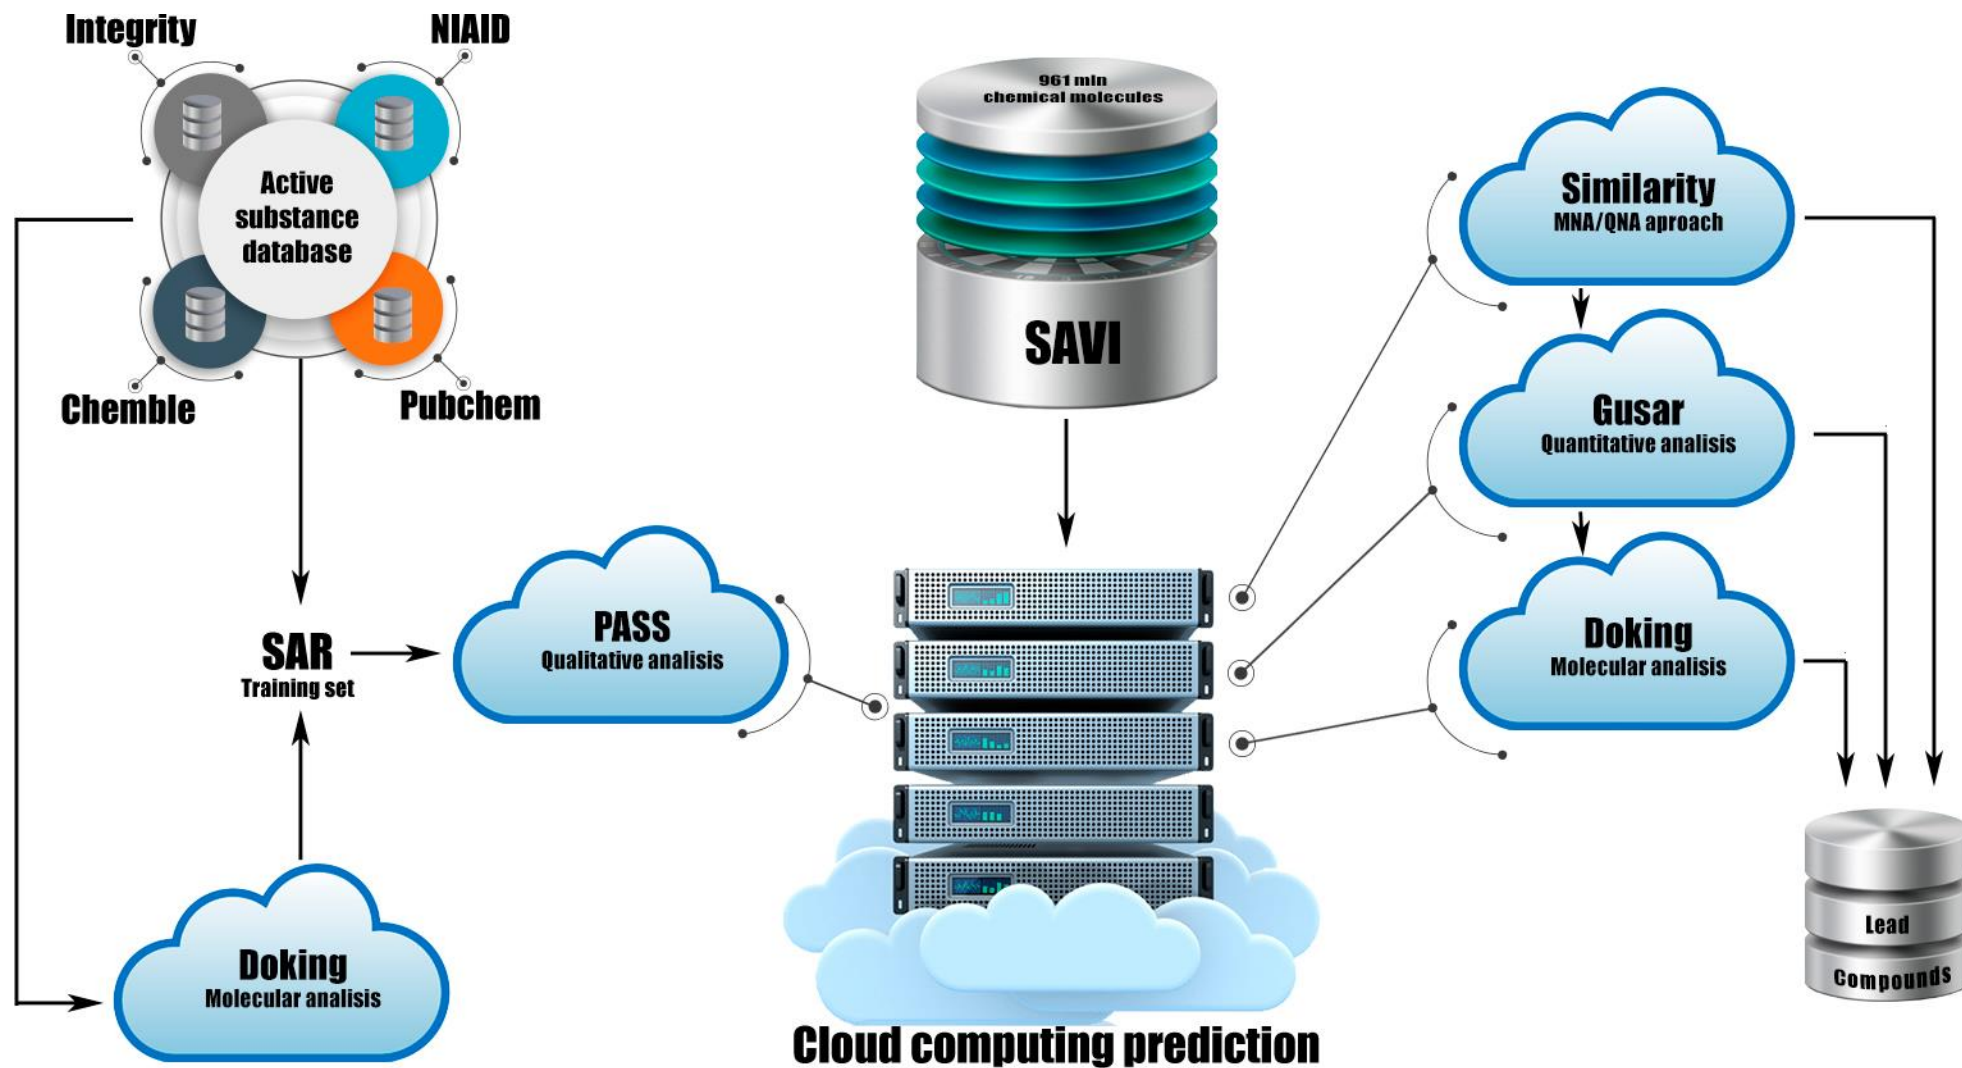 Integrity
NIAID
Active
substance
database
Chemble
Pubchem
SAR
Training set
Doking
Molecular analisis
PASS
Qualitative analisis
961 mln
chemical molecules
SAVI
Cloud computing prediction
Similarity
MNA/QNA aproach
Gusar
Quantitative analisis
Doking
Molecular analisis
Lead
Compounds